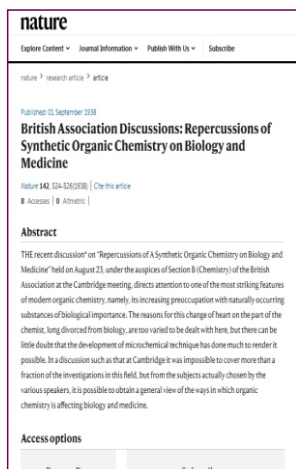 nature
Explore Content Journal Information Publish With Us Subscribe
nature > research article > article
Published: 01 September 1938
British Association Discussions: Repercussions of
Synthetic Organic Chemistry on Biology and
Medicine
Nature 142, 524-526(1938) | Cite this article
8 Accesses | 0 Altmetric |
Abstract
THE recent discussion* on "Repercussions of A Synthetic Organic Chemistry on Biology and
Medicine" held on August 23, under the auspices of Section B (Chemistry) of the British
Association at the Cambridge meeting, directs attention to one of the most striking features
of modern organic chemistry, namely, its increasing preoccupation with naturally occurring
substances of biological importance. The reasons for this change of heart on the part of the
chemist, long divorced from biology, are too varied to be dealt with here, but there can be
little doubt that the development of microchemical technique has done much to render it
possible. In a discussion such as that at Cambridge it was impossible to cover more than a
fraction of the investigations in this field, but from the subjects actually chosen by the
various speakers, it is possible to obtain a general view of the ways in which organic
chemistry is affecting biology and medicine.
Access options